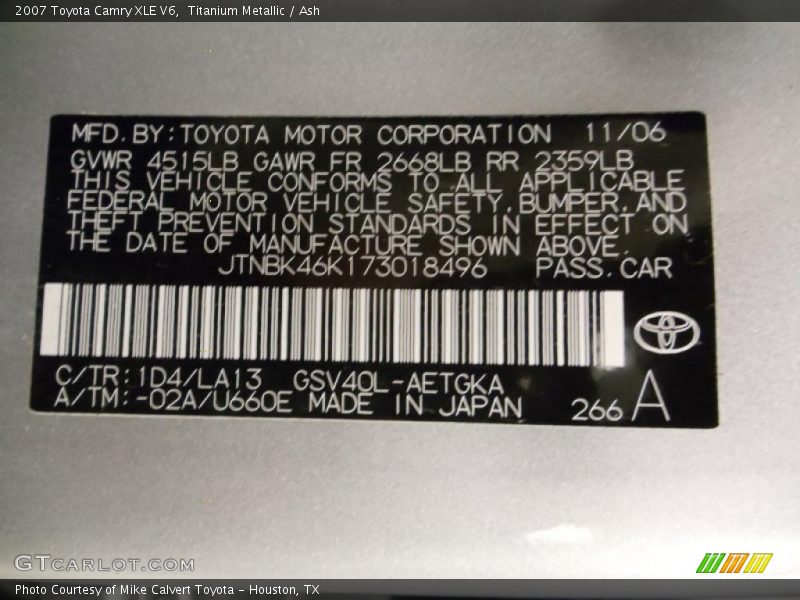 2007 Toyota Camry XLE V6,  Titanium Metallic / Ash
MFD. BY: TOYOTA MOTOR CORPORATION 11/06
GVWR 4515LB GAWR FR 2668LB RR 2359LB
THIS VEHICLE CONFORMS TO ALL APPLICABLE
FEDERAL MOTOR VEHICLE SAFETY, BUMPER, AND
THEFT PREVENTION STANDARDS IN EFFECT ON
THE DATE OF MANUFACTURE SHOWN ABOVE.
JTNBK46K173018496 PASS. CAR
C/TR: 1D4/LA13 GSV40L-AETGKA
A/TM: -02A/U660E MADE IN JAPAN 266 A
GTCARLOT.COM
Photo Courtesy of Mike Calvert Toyota – Houston, TX